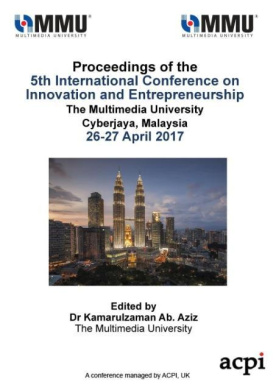 MMU MMU
MULTIMEDIA UNIVERSITY MULTIMEDIA UNIVERSITY
Proceedings of the
5th International Conference on
Innovation and Entrepreneurship
The Multimedia University
Cyberjaya, Malaysia
26-27 April 2017
Edited by
Dr Kamarulzaman Ab. Aziz
The Multimedia University
acpi
A conference managed by ACPI, UK